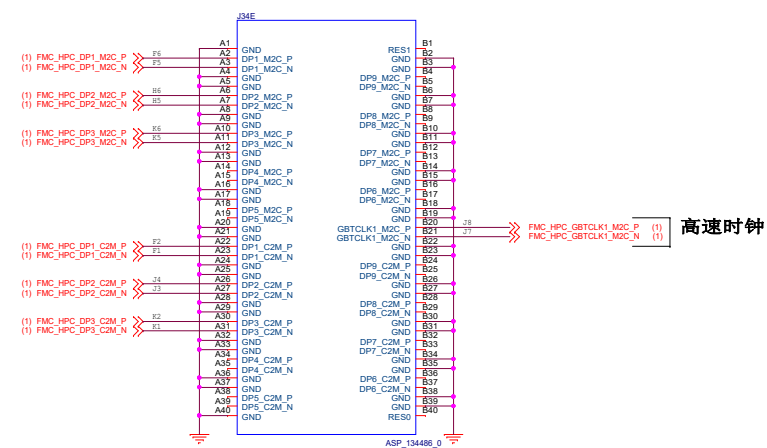 J34E
A1 GND RES1 B1
(1) FMC_HPC_DP1_M2C_P F6 A2 DP1_M2C_P GND B2
(1) FMC_HPC_DP1_M2C_N F5 A3 DP1_M2C_N GND B3
A4 GND DP9_M2C_P B4
A5 GND DP9_M2C_N B5
(1) FMC_HPC_DP2_M2C_P H6 A6 DP2_M2C_P GND B6
(1) FMC_HPC_DP2_M2C_N H5 A7 DP2_M2C_N GND B7
A8 GND DP8_M2C_P B8
A9 GND DP8_M2C_N B9
(1) FMC_HPC_DP3_M2C_P K6 A10 DP3_M2C_P GND B10
(1) FMC_HPC_DP3_M2C_N K5 A11 DP3_M2C_N GND B11
A12 GND DP7_M2C_P B12
A13 GND DP7_M2C_N B13
A14 DP4_M2C_P GND B14
A15 DP4_M2C_N GND B15
A16 GND DP6_M2C_P B16
A17 GND DP6_M2C_N B17
A18 DP5_M2C_P GND B18
A19 DP5_M2C_N GND B19
A20 GND GBTCLK1_M2C_P B20 J8 FMC_HPC_GBTCLK1_M2C_P (1)
A21 GND GBTCLK1_M2C_N B21 J7 FMC_HPC_GBTCLK1_M2C_N (1)
高速时钟
(1) FMC_HPC_DP1_C2M_P F2 A22 DP1_C2M_P GND B22
(1) FMC_HPC_DP1_C2M_N F1 A23 DP1_C2M_N GND B23
A24 GND DP9_C2M_P B24
A25 GND DP9_C2M_N B25
(1) FMC_HPC_DP2_C2M_P J4 A26 DP2_C2M_P GND B26
(1) FMC_HPC_DP2_C2M_N J3 A27 DP2_C2M_N GND B27
A28 GND DP8_C2M_P B28
A29 GND DP8_C2M_N B29
(1) FMC_HPC_DP3_C2M_P K2 A30 DP3_C2M_P GND B30
(1) FMC_HPC_DP3_C2M_N K1 A31 DP3_C2M_N GND B31
A32 GND DP7_C2M_P B32
A33 GND DP7_C2M_N B33
A34 DP4_C2M_P GND B34
A35 DP4_C2M_N GND B35
A36 GND DP6_C2M_P B36
A37 GND DP6_C2M_N B37
A38 DP5_C2M_P GND B38
A39 DP5_C2M_N GND B39
A40 GND RES0 B40
ASP_134486_0